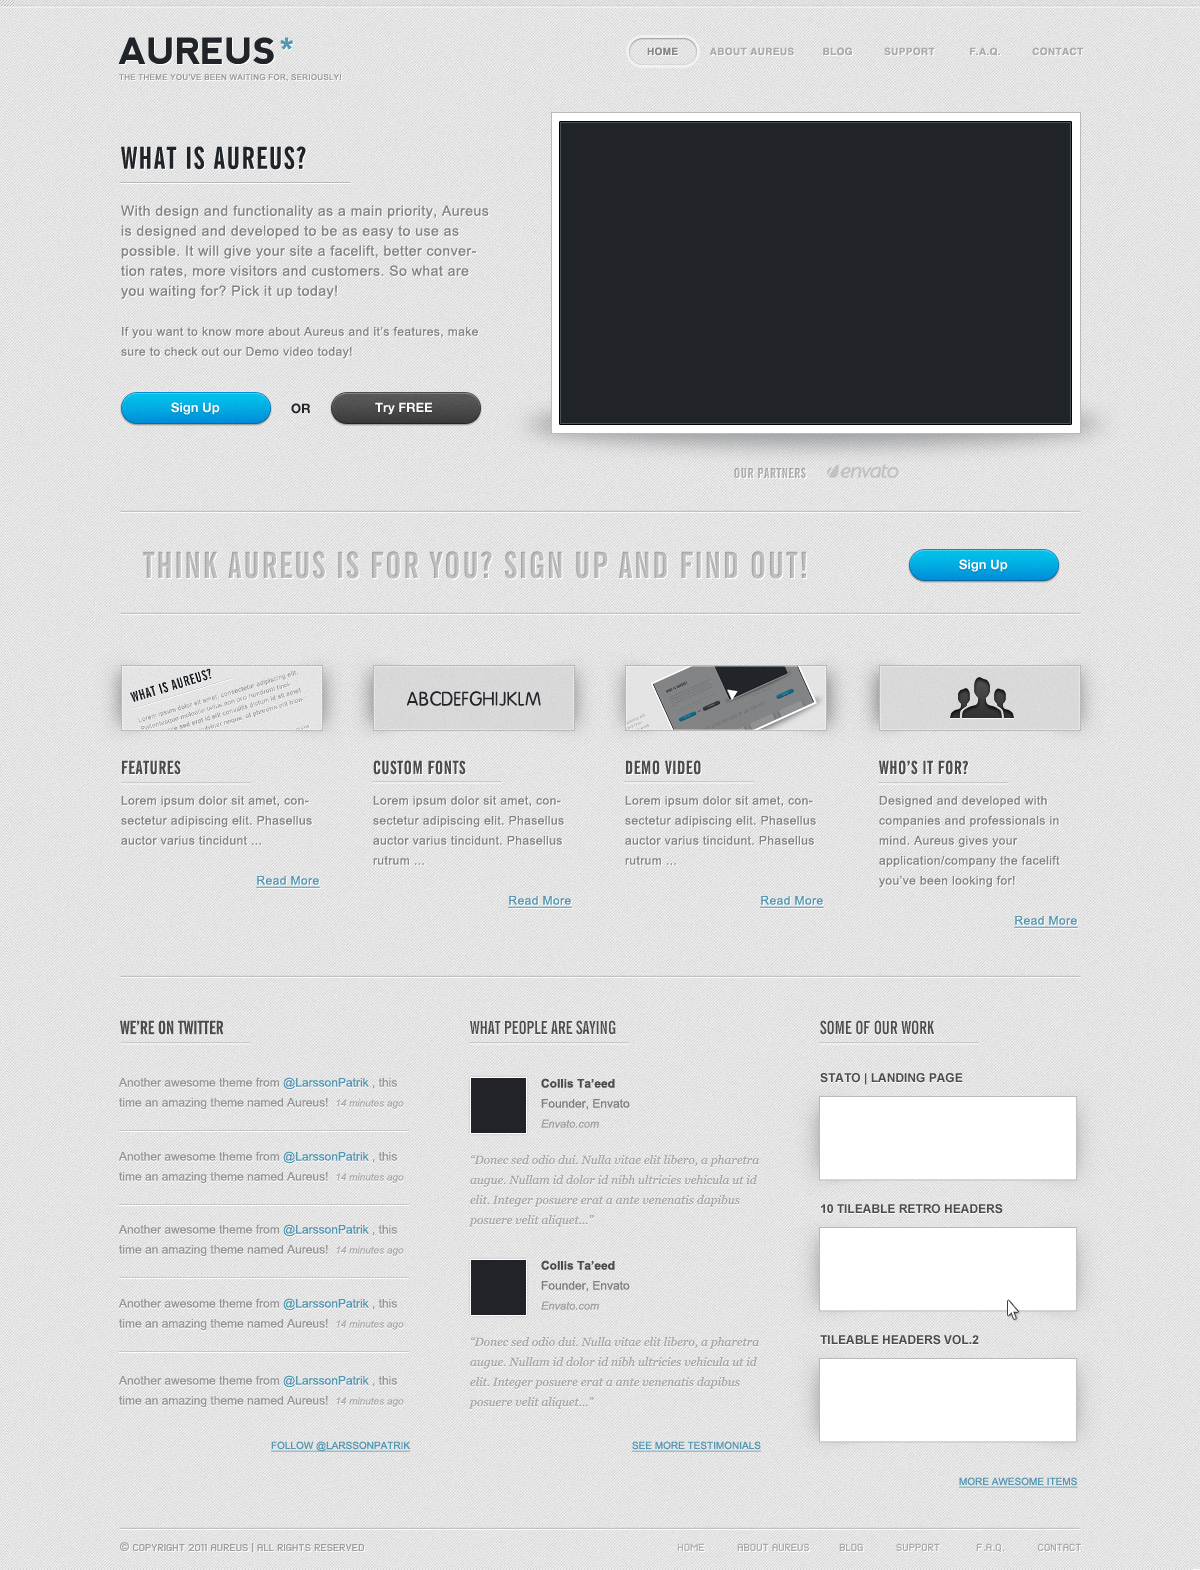 AUREUS*
THE THEME YOU'VE BEEN WAITING FOR, SERIOUSLY!
HOME
ABOUT AUREUS
BLOG
SUPPORT
F.A.Q.
CONTACT
WHAT IS AUREUS?
With design and functionality as a main priority, Aureus
is designed and developed to be as easy to use as
possible. It will give your site a facelift, better conver-
tion rates, more visitors and customers. So what are
you waiting for? Pick it up today!
If you want to know more about Aureus and it's features, make
sure to check out our Demo video today!
Sign Up
OR
Try FREE
OUR PARTNERS
envato
THINK AUREUS IS FOR YOU? SIGN UP AND FIND OUT!
Sign Up
WHAT IS AUREUS?
Lorem ipsum dolor sit amet, consectetur adipiscing elit.
ABCDEFGHIJKLM
FEATURES
Lorem ipsum dolor sit amet, con-
sectetur adipiscing elit. Phasellus
auctor varius tincidunt ...
Read More
CUSTOM FONTS
Lorem ipsum dolor sit amet, con-
sectetur adipiscing elit. Phasellus
auctor varius tincidunt. Phasellus
rutrum ...
Read More
DEMO VIDEO
Lorem ipsum dolor sit amet, con-
sectetur adipiscing elit. Phasellus
auctor varius tincidunt. Phasellus
rutrum ...
Read More
WHO'S IT FOR?
Designed and developed with
companies and professionals in
mind. Aureus gives your
application/company the facelift
you've been looking for!
Read More
WE'RE ON TWITTER
Another awesome theme from @LarssonPatrik , this
time an amazing theme named Aureus! 14 minutes ago
Another awesome theme from @LarssonPatrik , this
time an amazing theme named Aureus! 14 minutes ago
Another awesome theme from @LarssonPatrik , this
time an amazing theme named Aureus! 14 minutes ago
Another awesome theme from @LarssonPatrik , this
time an amazing theme named Aureus! 14 minutes ago
Another awesome theme from @LarssonPatrik , this
time an amazing theme named Aureus! 14 minutes ago
FOLLOW @LARSSONPATRIK
WHAT PEOPLE ARE SAYING
Collis Ta'eed
Founder, Envato
Envato.com
"Donec sed odio dui. Nulla vitae elit libero, a pharetra
augue. Nullam id dolor id nibh ultricies vehicula ut id
elit. Integer posuere erat a ante venenatis dapibus
posuere velit aliquet..."
Collis Ta'eed
Founder, Envato
Envato.com
"Donec sed odio dui. Nulla vitae elit libero, a pharetra
augue. Nullam id dolor id nibh ultricies vehicula ut id
elit. Integer posuere erat a ante venenatis dapibus
posuere velit aliquet..."
SEE MORE TESTIMONIALS
SOME OF OUR WORK
STATO | LANDING PAGE
10 TILEABLE RETRO HEADERS
TILEABLE HEADERS VOL.2
MORE AWESOME ITEMS
© COPYRIGHT 2011 AUREUS | ALL RIGHTS RESERVED
HOME
ABOUT AUREUS
BLOG
SUPPORT
F.A.Q.
CONTACT